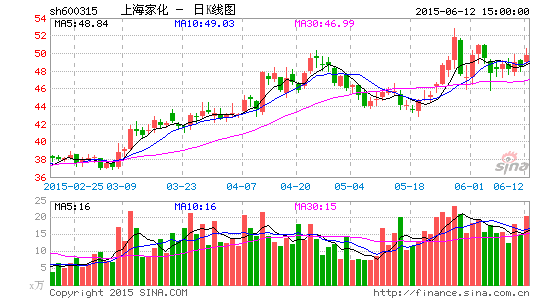 sh600315 上海家化 - 日K线图 2015-06-12 15:00:00
MA5:48.84 MA10:49.03 MA30:46.99
54
52
50
48
46
44
42
40
38
36
2015-02-25 03-09 03-23 04-07 04-20 05-04 05-18 06-01 06-12
sina
新浪财经
MA5:16 MA10:16 MA30:15
25
20
15
10
5
x万
Copyright 2015 SINA.COM http://finance.sina.com.cn